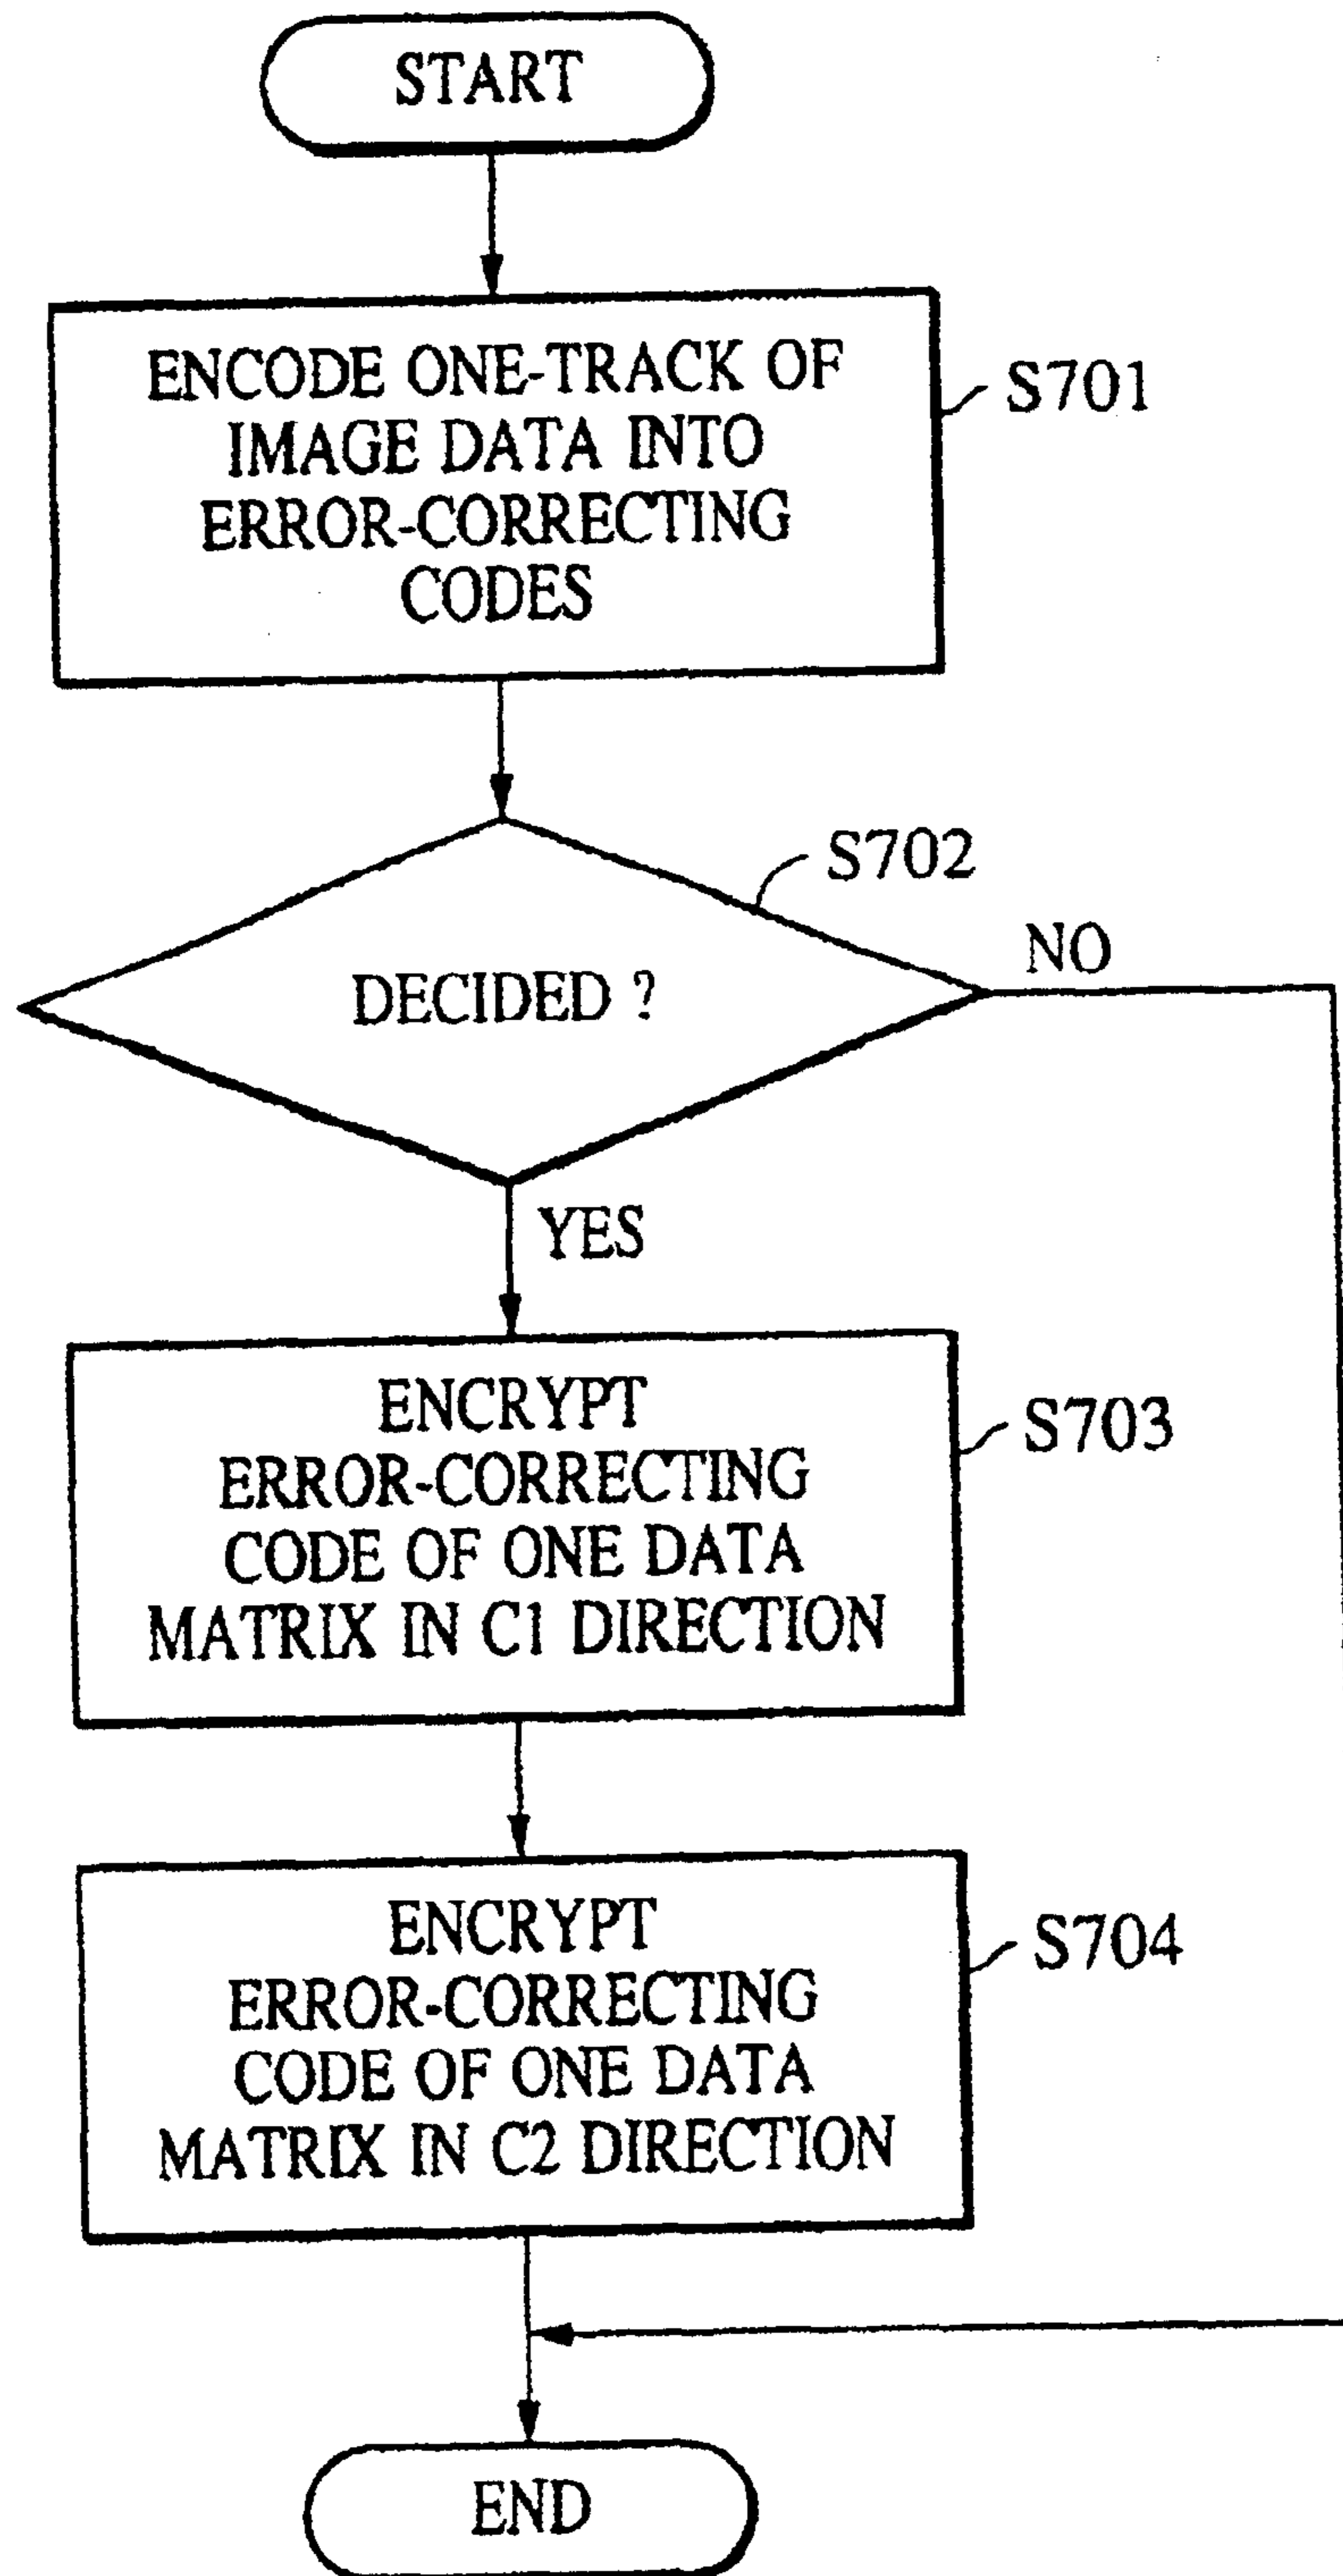 START
ENCODE ONE-TRACK OF
IMAGE DATA INTO
ERROR-CORRECTING
CODES
S701
S702
DECIDED ?
NO
YES
ENCRYPT
ERROR-CORRECTING
CODE OF ONE DATA
MATRIX IN C1 DIRECTION
S703
ENCRYPT
ERROR-CORRECTING
CODE OF ONE DATA
MATRIX IN C2 DIRECTION
S704
END